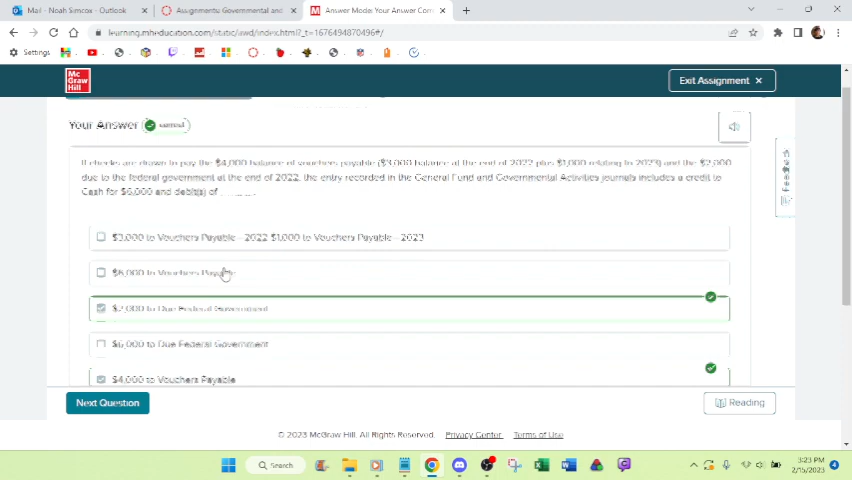 Mail - Noah Simcox - Outlook
Assignments: Governmental and
Answer Mode: Your Answer Corr
learning.mheducation.com/static/awd/index.html?_t=1676494870496#/
Settings
Mc
Graw
Hill
Exit Assignment
Your Answer
If checks are drawn to pay the $4,000 balance of vouchers payable ($3,000 balance at the end of 2022 plus $1,000 relating to 2023) and the $2,000
due to the federal government at the end of 2022, the entry recorded in the General Fund and Governmental Activities journals includes a credit to
Cash for $6,000 and debit(s) of
$3,000 to Vouchers Payable - 2022 $1,000 to Vouchers Payable - 2023
$6,000 to Vouchers Payable
$2,000 to Due Federal Government
$6,000 to Due Federal Government
$4,000 to Vouchers Payable
Next Question
Reading
© 2023 McGraw Hill. All Rights Reserved.
Privacy Center
Terms of Use
Search
3:23 PM
2/15/2023
4